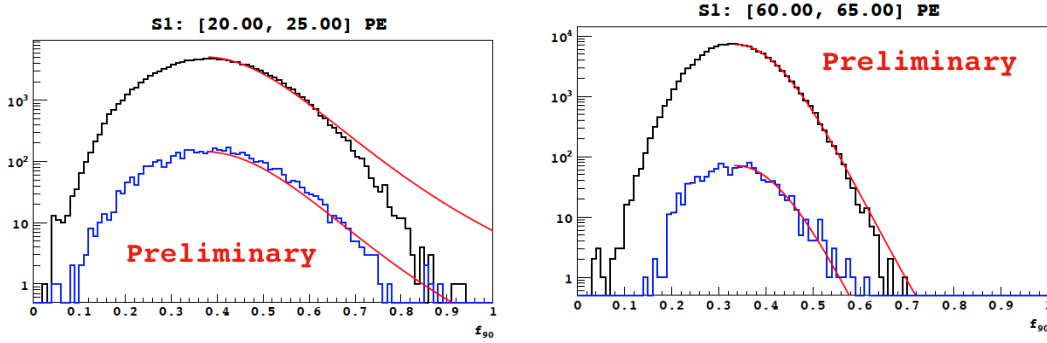 S1: [20.00, 25.00] PE
10³
10²
10
1
Preliminary
0 0.1 0.2 0.3 0.4 0.5 0.6 0.7 0.8 0.9 1
f₉₀
S1: [60.00, 65.00] PE
10⁴
Preliminary
10³
10²
10
1
0 0.1 0.2 0.3 0.4 0.5 0.6 0.7 0.8 0.9 1
f₉₀